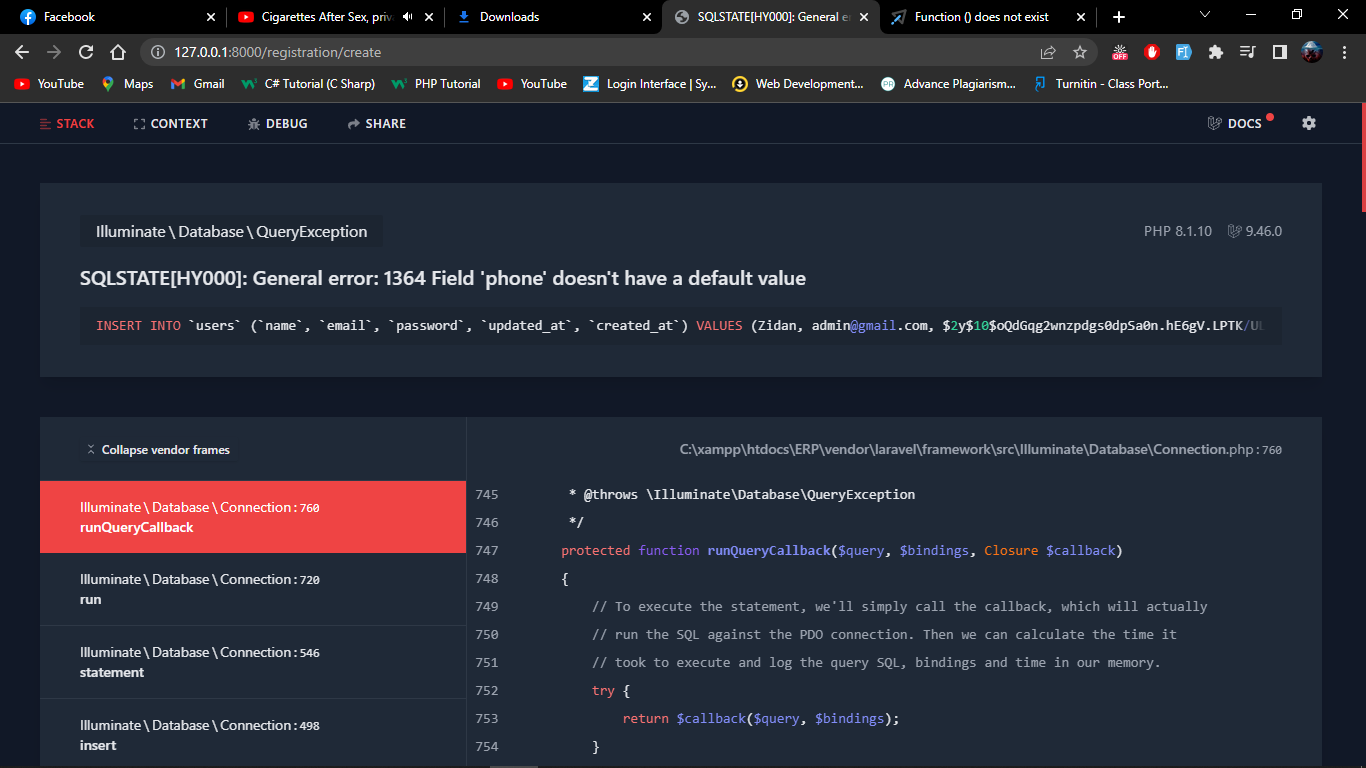 Facebook
Cigarettes After Sex, priv
Downloads
SQLSTATE[HY000]: General e
Function () does not exist
127.0.0.1:8000/registration/create
OFF
YouTube
Maps
Gmail
C# Tutorial (C Sharp)
PHP Tutorial
YouTube
Login Interface | Sy...
Web Development...
PR
Advance Plagiarism...
Turnitin - Class Port...
STACK
CONTEXT
DEBUG
SHARE
DOCS
Illuminate \ Database \ QueryException
PHP 8.1.10
9.46.0
SQLSTATE[HY000]: General error: 1364 Field 'phone' doesn't have a default value
INSERT INTO `users` (`name`, `email`, `password`, `updated_at`, `created_at`) VALUES (Zidan, admin@gmail.com, $2y$10$oQdGqg2wnzpdgs0dpSa0n.hE6gV.LPTK/UL
Collapse vendor frames
C:\xampp\htdocs\ERP\vendor\laravel\framework\src\Illuminate\Database\Connection.php : 760
Illuminate \ Database \ Connection : 760
runQueryCallback
Illuminate \ Database \ Connection : 720
run
Illuminate \ Database \ Connection : 546
statement
Illuminate \ Database \ Connection : 498
insert
745 * @throws \Illuminate\Database\QueryException
746 */
747 protected function runQueryCallback($query, $bindings, Closure $callback)
748 {
749 // To execute the statement, we'll simply call the callback, which will actually
750 // run the SQL against the PDO connection. Then we can calculate the time it
751 // took to execute and log the query SQL, bindings and time in our memory.
752 try {
753 return $callback($query, $bindings);
754 }